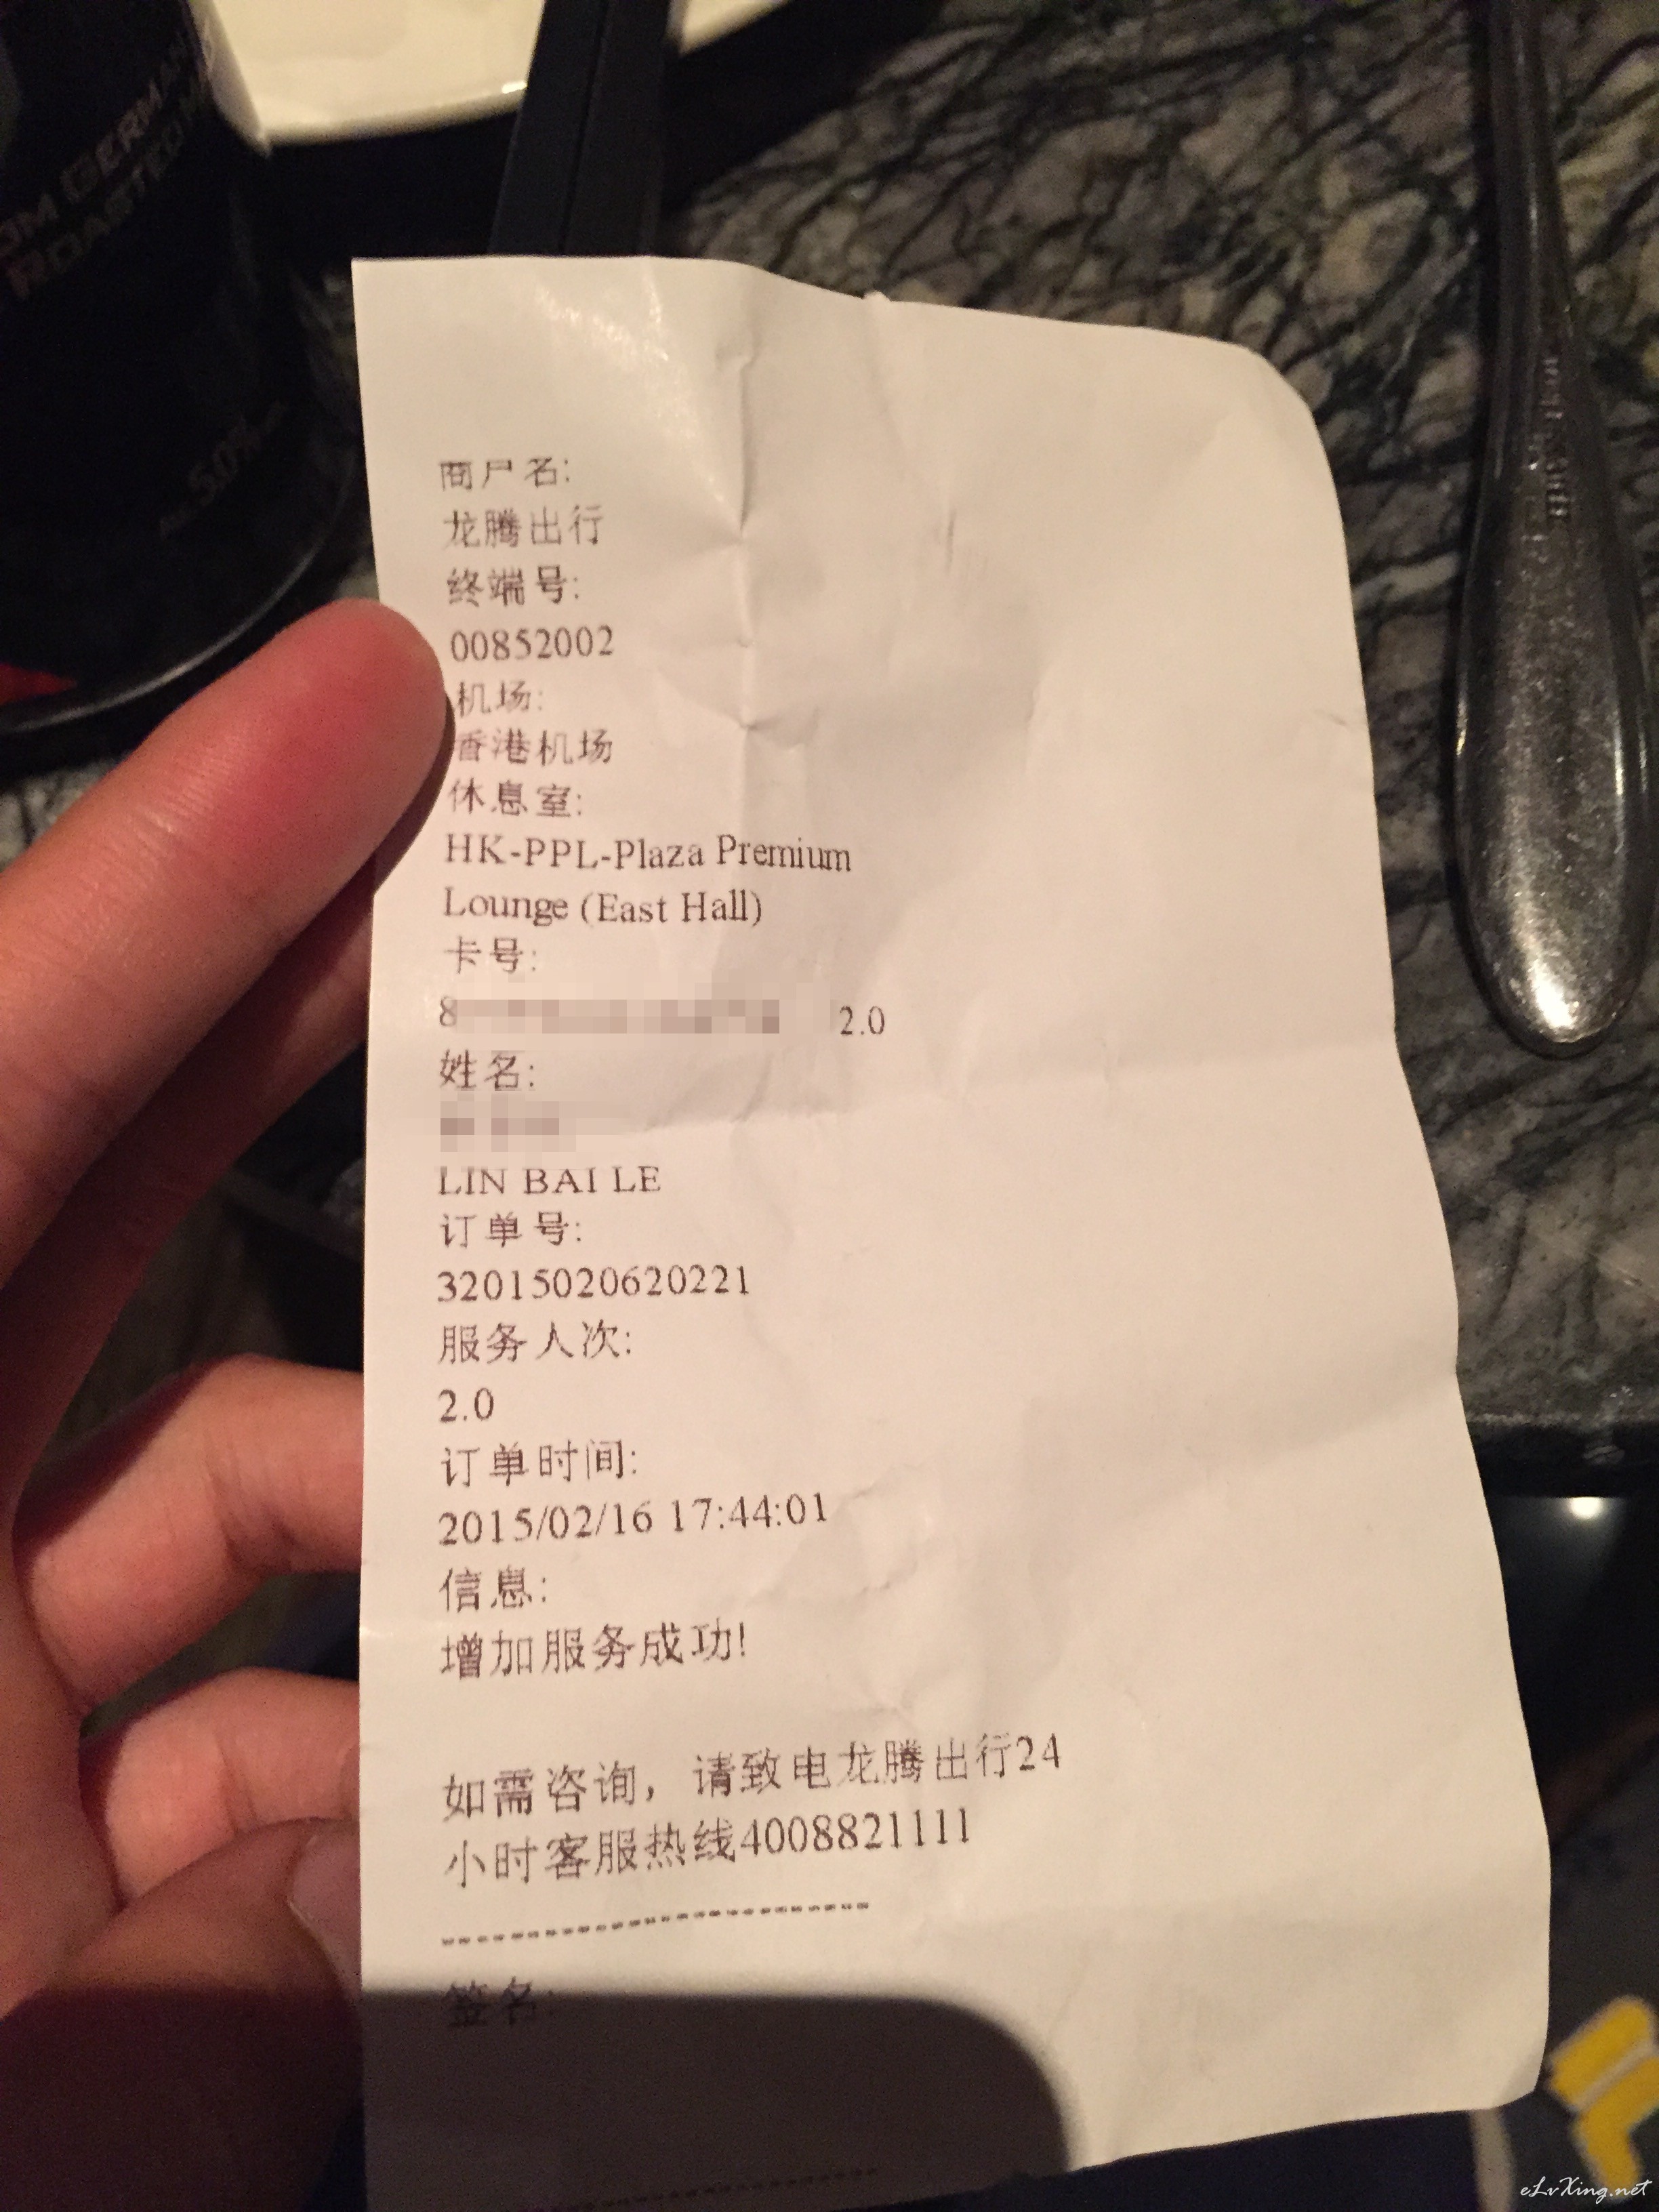 商户名:
龙腾出行
终端号:
00852002
机场:
香港机场
休息室:
HK-PPL-Plaza Premium
Lounge (East Hall)
卡号:
8 2.0
姓名:
LIN BAI LE
订单号:
32015020620221
服务人次:
2.0
订单时间:
2015/02/16 17:44:01
信息:
增加服务成功!
如需咨询，请致电龙腾出行24
小时客服热线4008821111
------------------------
签名:
ROASTED
5.0%
eLvXing.net